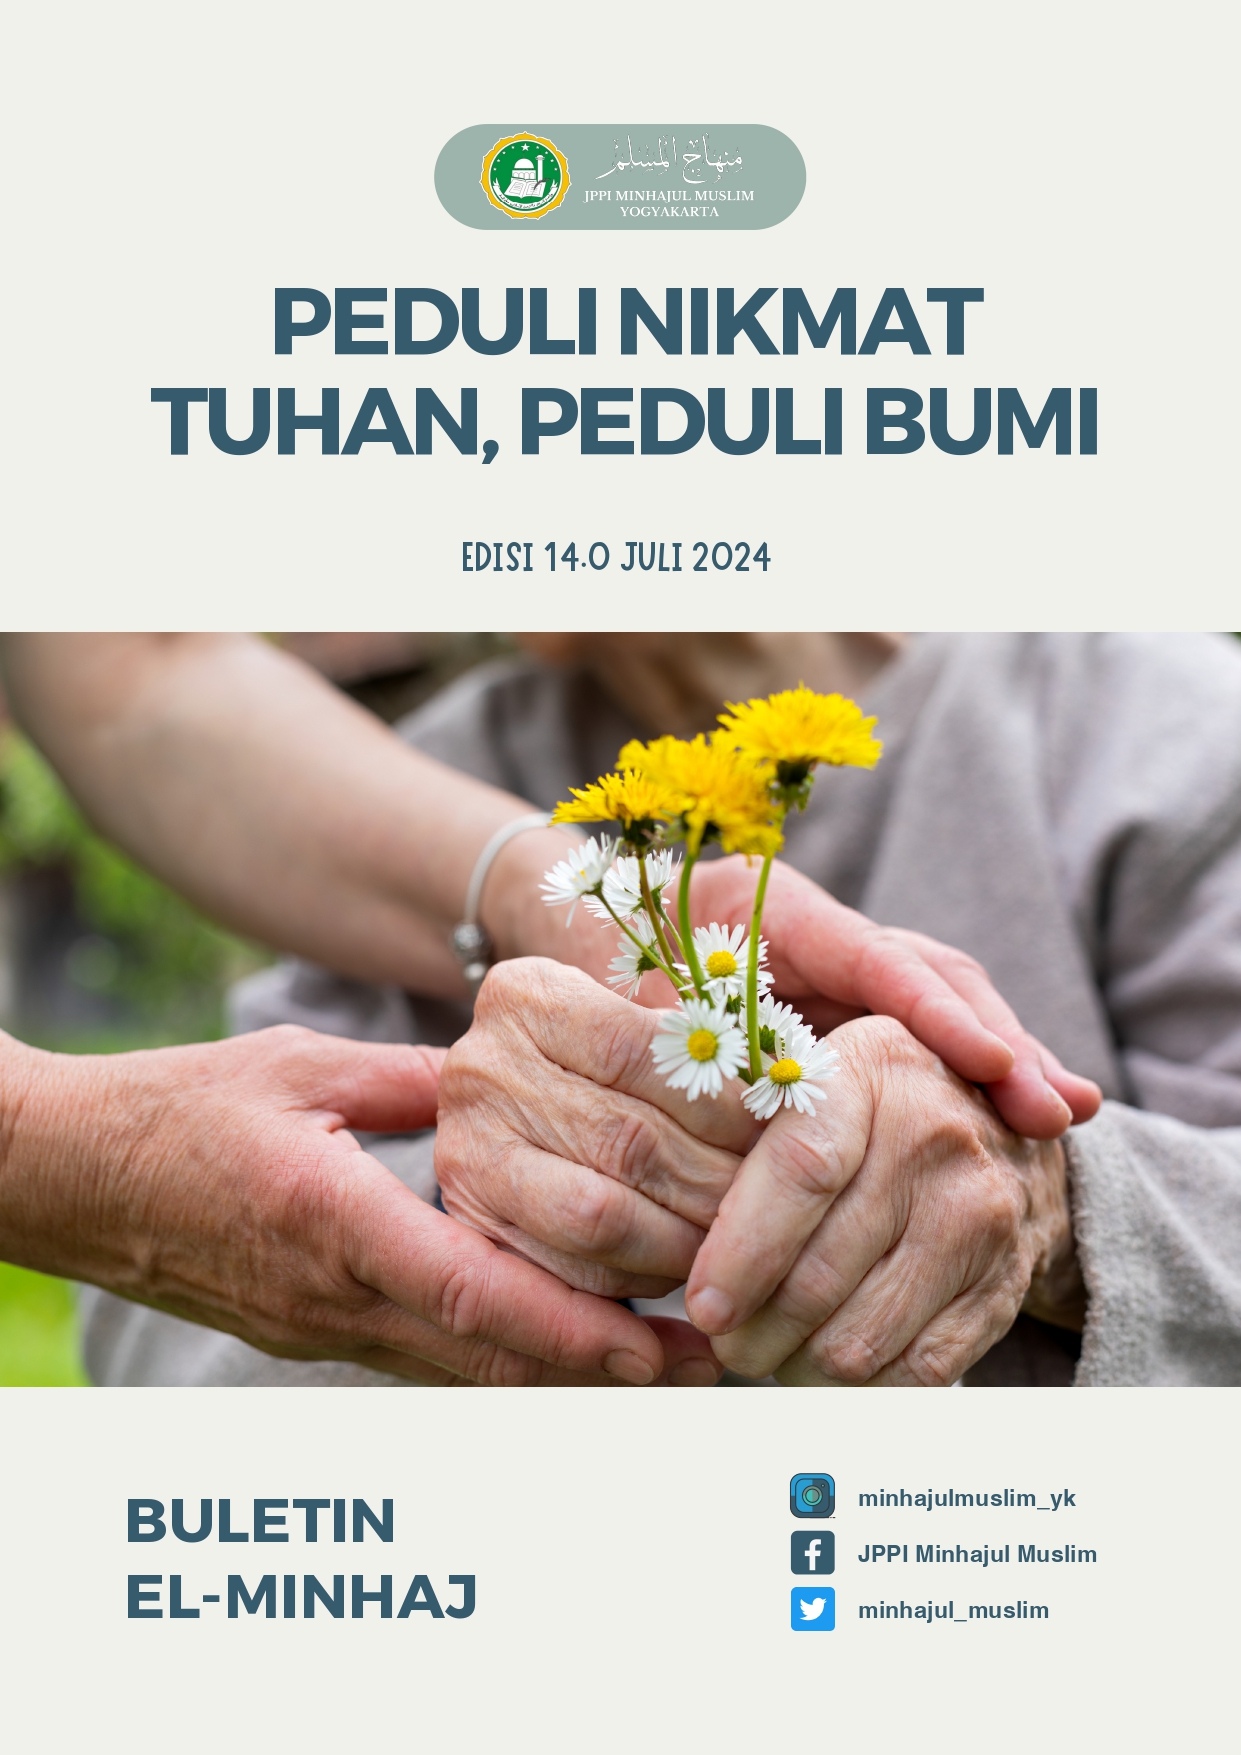 منهاج المسلم
JPPI MINHAJUL MUSLIM
YOGYAKARTA
PEDULI NIKMAT
TUHAN, PEDULI BUMI
EDISI 14.0 JULI 2024
BULETIN
EL-MINHAJ
minhajulmuslim_yk
JPPI Minhajul Muslim
minhajul_muslim